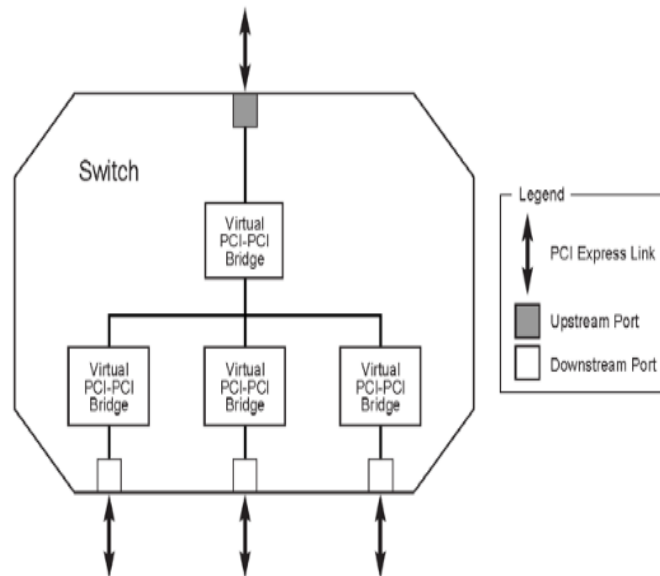 Switch
Virtual
PCI-PCI
Bridge
Virtual
PCI-PCI
Bridge
Virtual
PCI-PCI
Bridge
Virtual
PCI-PCI
Bridge
Legend
PCI Express Link
Upstream Port
Downstream Port